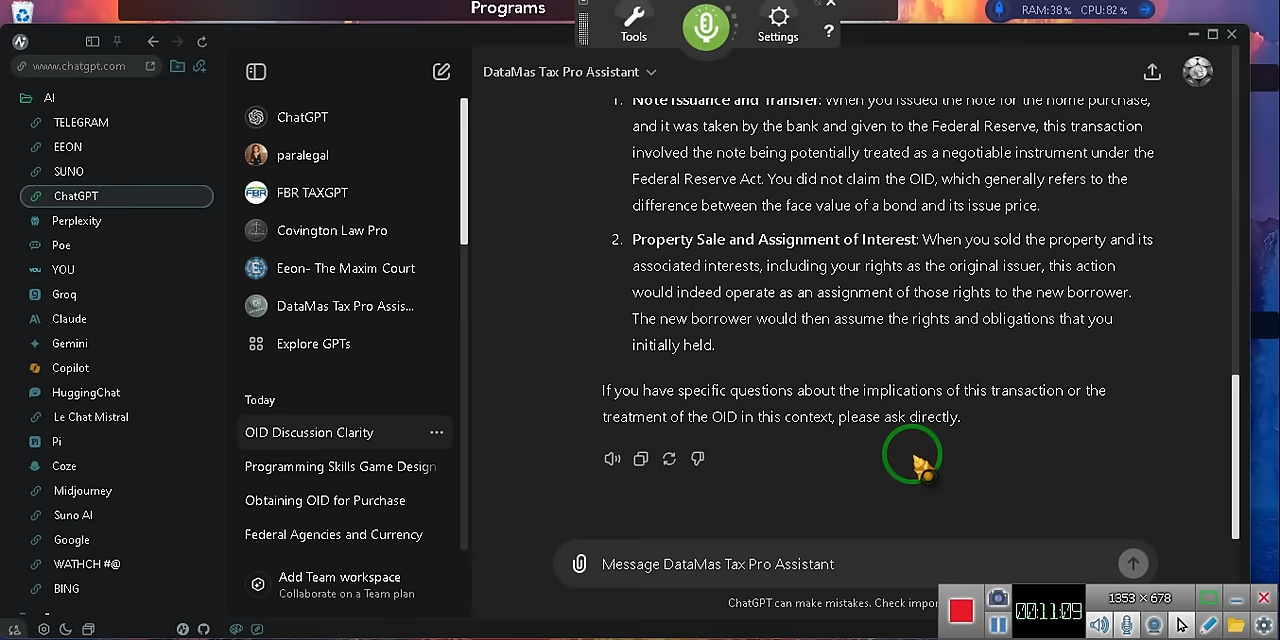 Programs
Tools
Settings
?
RAM:38% CPU:82%
www.chatgpt.com
AI
TELEGRAM
EEON
SUNO
ChatGPT
Perplexity
Poe
YOU
Groq
Claude
Gemini
Copilot
HuggingChat
Le Chat Mistral
Pi
Coze
Midjourney
Suno AI
Google
WATHCH #@
BING
ChatGPT
paralegal
FBR TAXGPT
Covington Law Pro
Eeon- The Maxim Court
DataMas Tax Pro Assis...
Explore GPTs
Today
OID Discussion Clarity
Programming Skills Game Design
Obtaining OID for Purchase
Federal Agencies and Currency
Add Team workspace
Collaborate on a Team plan
DataMas Tax Pro Assistant
1. Note Issuance and Transfer: When you issued the note for the home purchase,
and it was taken by the bank and given to the Federal Reserve, this transaction
involved the note being potentially treated as a negotiable instrument under the
Federal Reserve Act. You did not claim the OID, which generally refers to the
difference between the face value of a bond and its issue price.
2. Property Sale and Assignment of Interest: When you sold the property and its
associated interests, including your rights as the original issuer, this action
would indeed operate as an assignment of those rights to the new borrower.
The new borrower would then assume the rights and obligations that you
initially held.
If you have specific questions about the implications of this transaction or the
treatment of the OID in this context, please ask directly.
Message DataMas Tax Pro Assistant
ChatGPT can make mistakes. Check
00:11:09
1353 × 678